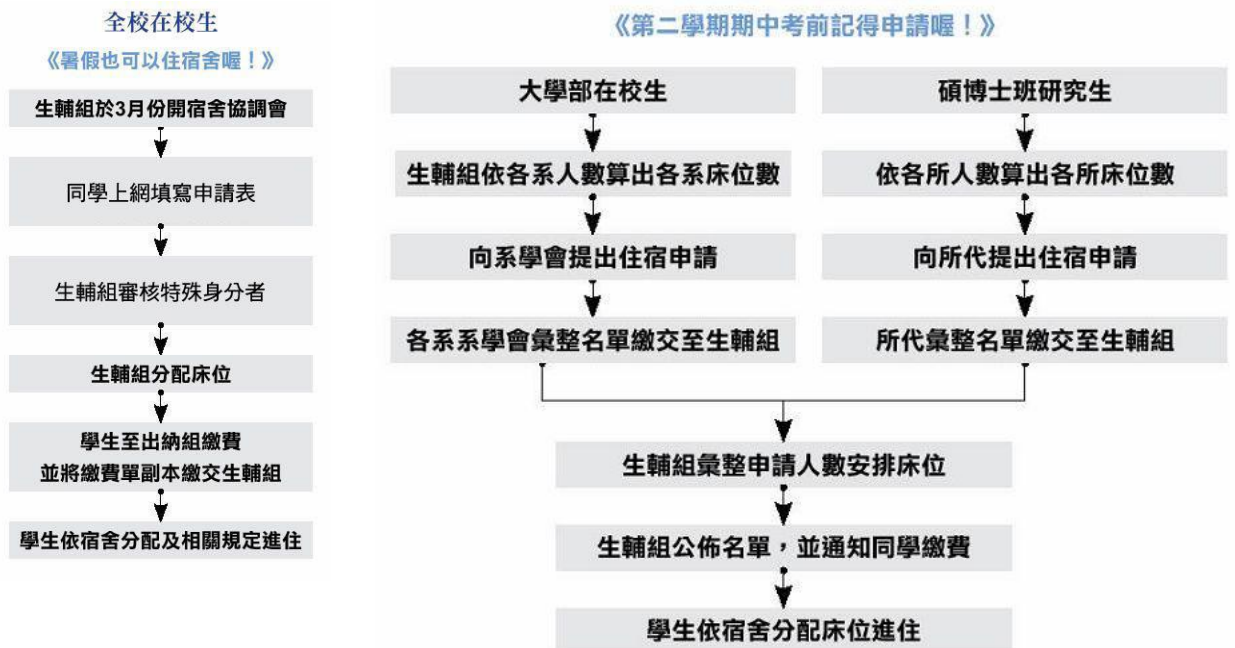 全校在校生
《暑假也可以住宿舍喔！》
生輔組於3月份開宿舍協調會
同學上網填寫申請表
生輔組審核特殊身分者
生輔組分配床位
學生至出納組繳費
並將繳費單副本繳交生輔組
學生依宿舍分配及相關規定進住
《第二學期期中考前記得申請喔！》
大學部在校生
生輔組依各系人數算出各系床位數
向系學會提出住宿申請
各系系學會彙整名單繳交至生輔組
碩博士班研究生
依各所人數算出各所床位數
向所代提出住宿申請
所代彙整名單繳交至生輔組
生輔組彙整申請人數安排床位
生輔組公佈名單，並通知同學繳費
學生依宿舍分配床位進住